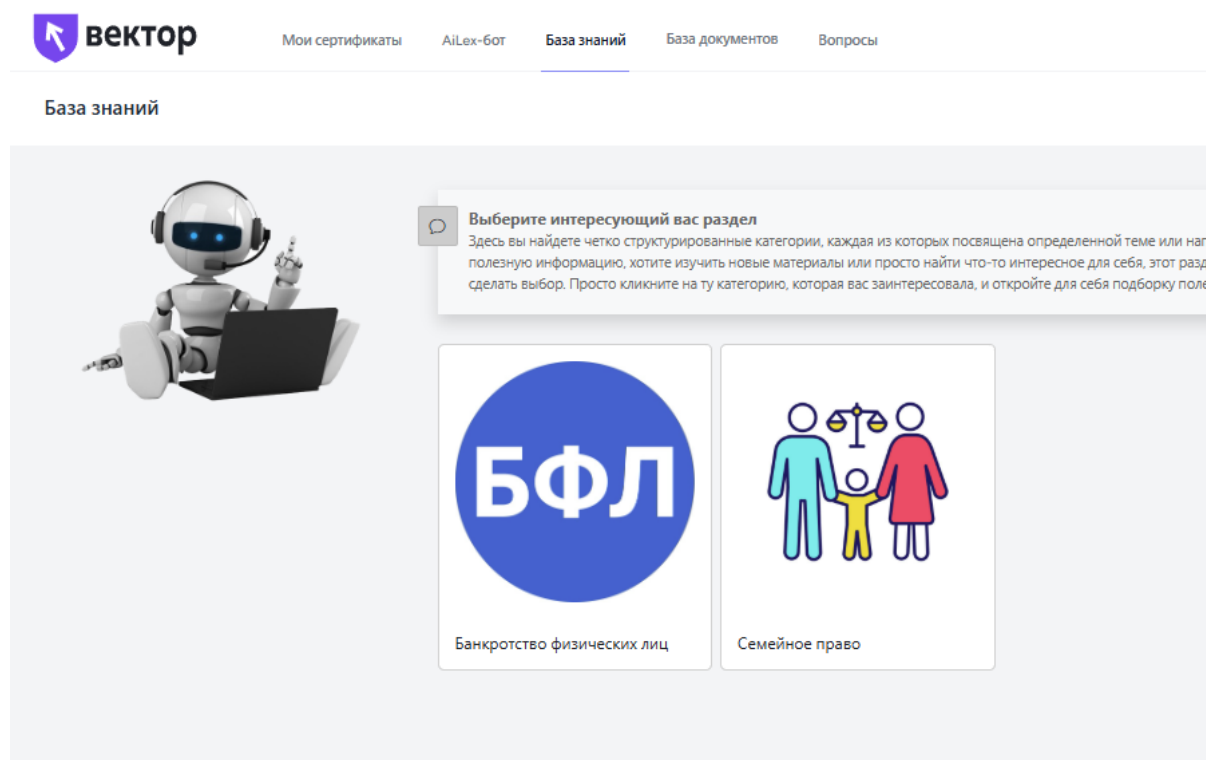 вектор
Мои сертификаты
AiLex-бот
База знаний
База документов
Вопросы
База знаний
Выберите интересующий вас раздел
Здесь вы найдете четко структурированные категории, каждая из которых посвящена определенной теме или
полезную информацию, хотите изучить новые материалы или просто найти что-то интересное для себя, этот
сделать выбор. Просто кликните на ту категорию, которая вас заинтересовала, и откройте для себя подборку
БФЛ
Банкротство физических лиц
Семейное право